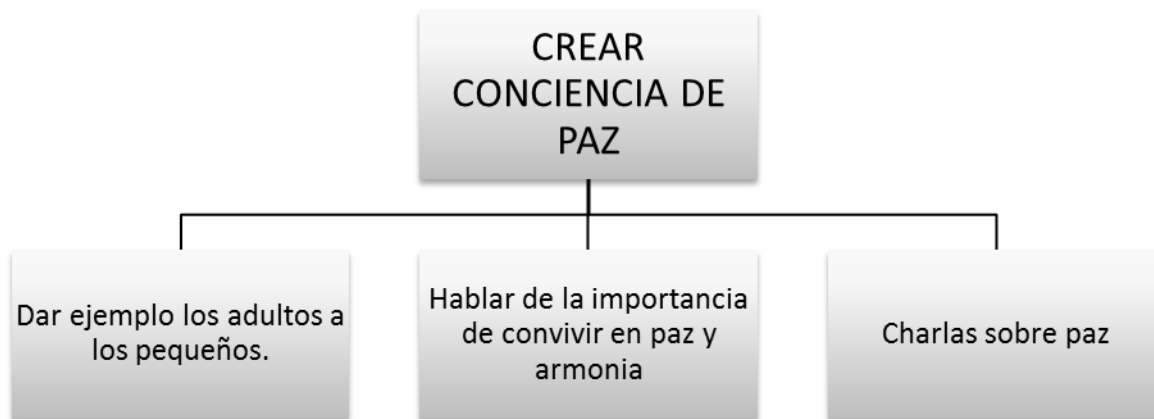 CREAR
CONCIENCIA DE
PAZ
Dar ejemplo los adultos a
los pequeños.
Hablar de la importancia
de convivir en paz y
armonia
Charlas sobre paz